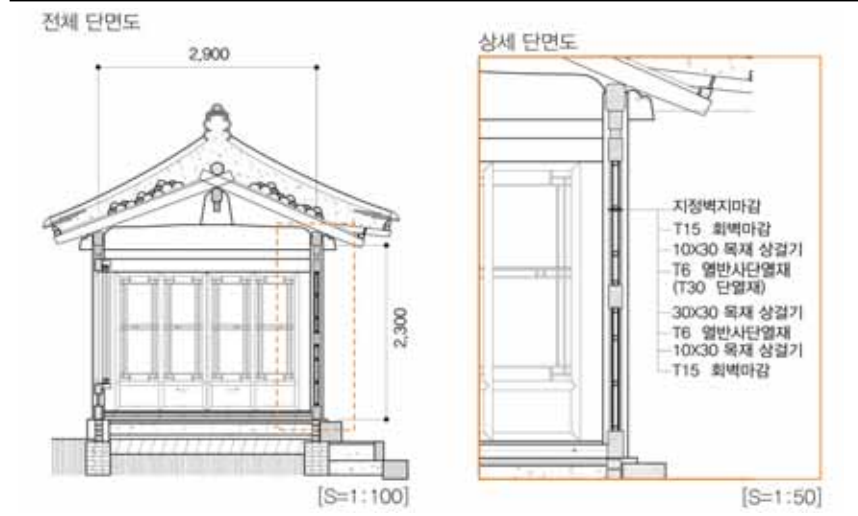 전체 단면도
2,900
2,300
[S=1:100]
상세 단면도
지정벽지마감
T15 회벽마감
10X30 목재 상걸기
T6 열반사단열재
(T30 단열재)
30X30 목재 상걸기
T6 열반사단열재
10X30 목재 상걸기
T15 회벽마감
[S=1:50]